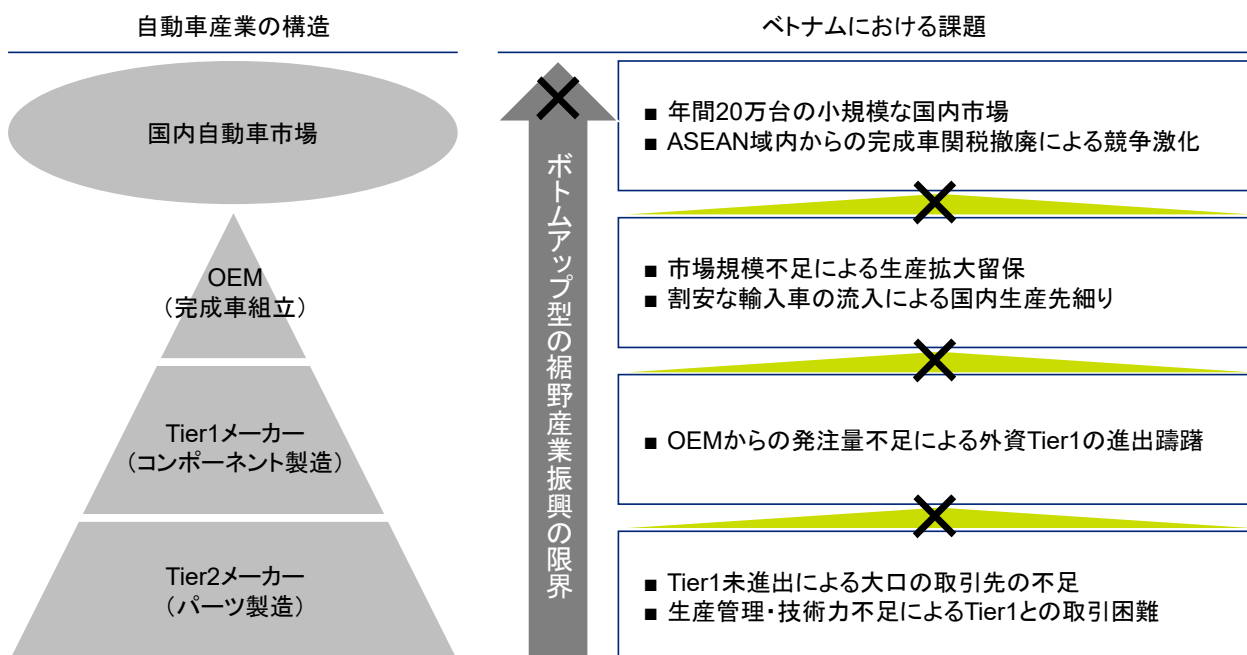 自動車産業の構造
ベトナムにおける課題
国内自動車市場
OEM
（完成車組立）
Tier1メーカー
（コンポーネント製造）
Tier2メーカー
（パーツ製造）
ボトムアップ型の裾野産業振興の限界
■ 年間20万台の小規模な国内市場
■ ASEAN域内からの完成車関税撤廃による競争激化
■ 市場規模不足による生産拡大留保
■ 割安な輸入車の流入による国内生産先細り
■ OEMからの発注量不足による外資Tier1の進出躊躇
■ Tier1未進出による大口の取引先の不足
■ 生産管理・技術力不足によるTier1との取引困難